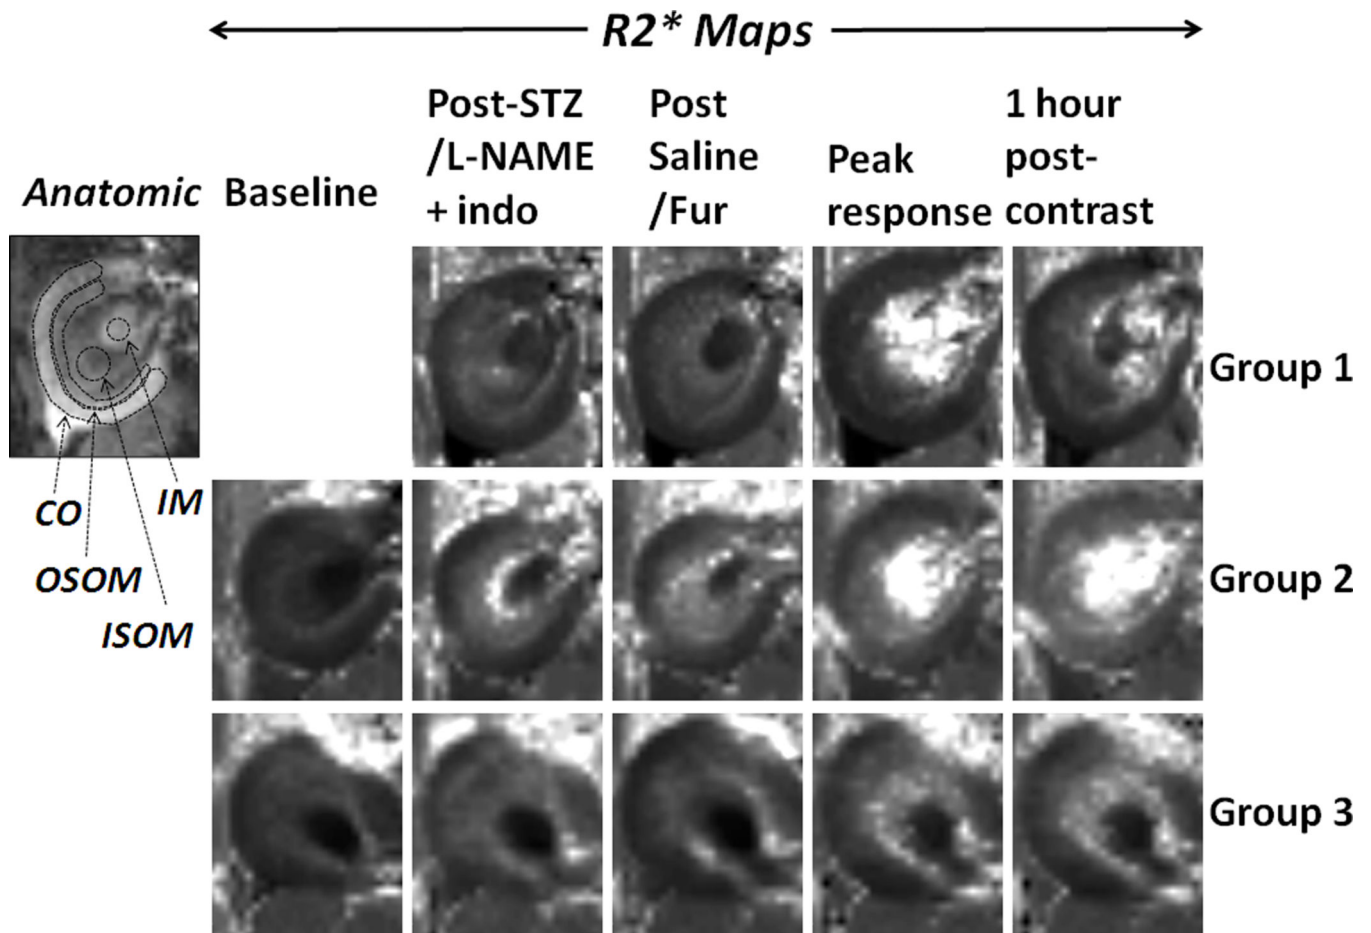 R2* Maps
Anatomic
Baseline
Post-STZ
/L-NAME
+ indo
Post
Saline
/Fur
Peak
response
1 hour
post-
contrast
Group 1
CO
IM
OSOM
ISOM
Group 2
Group 3